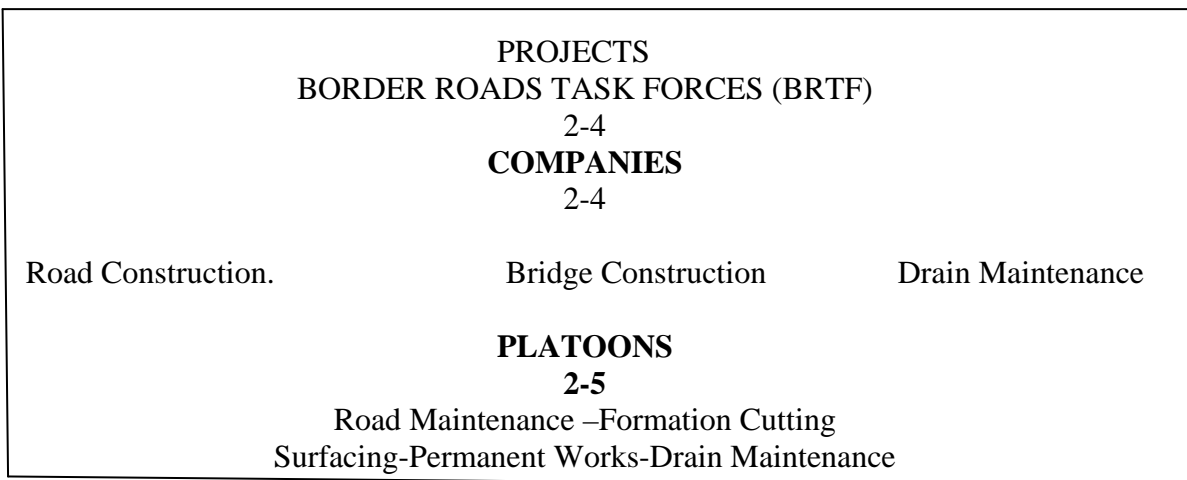 PROJECTS
BORDER ROADS TASK FORCES (BRTF)
2-4
COMPANIES
2-4
Road Construction. Bridge Construction Drain Maintenance
PLATOONS
2-5
Road Maintenance –Formation Cutting
Surfacing-Permanent Works-Drain Maintenance